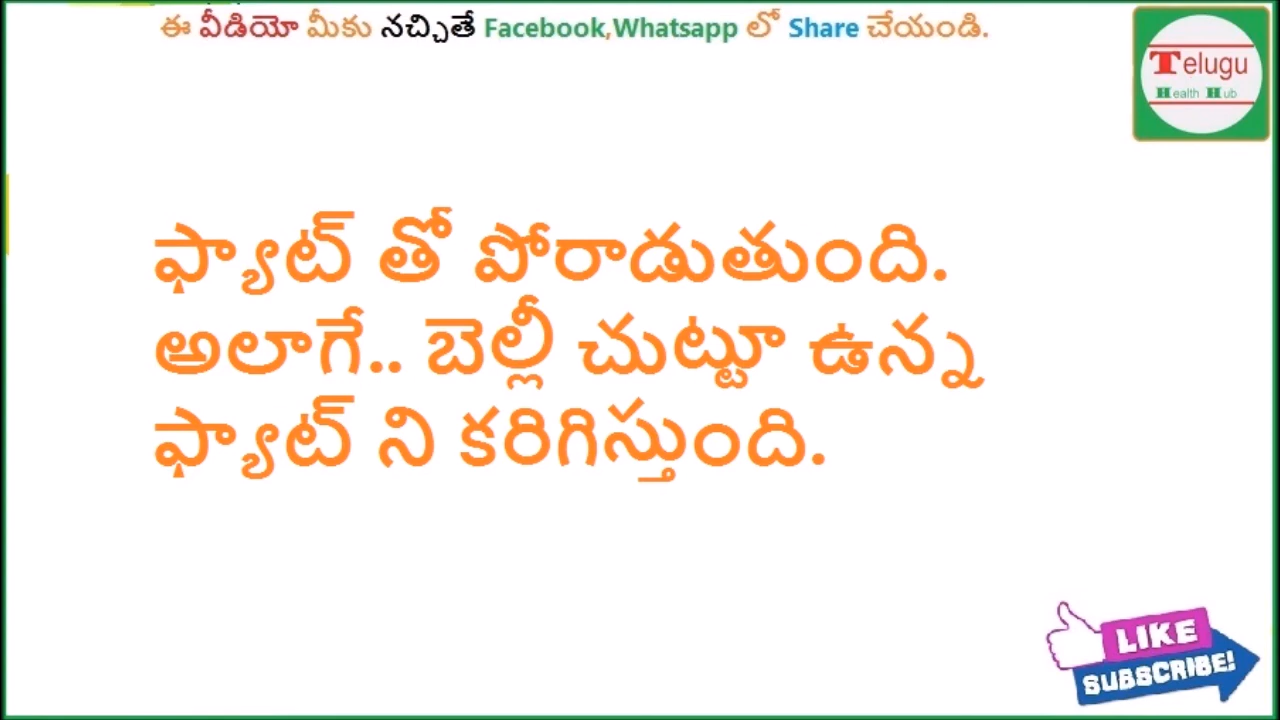 ఈ వీడియో మీకు నచ్చితే Facebook,Whatsapp లో Share చేయండి.
Telugu
Health Hub
ఫ్యాట్ తో పోరాడుతుంది.
అలాగే.. బెల్లీ చుట్టూ ఉన్న
ఫ్యాట్ ని కరిగిస్తుంది.
LIKE
SUBSCRIBE!